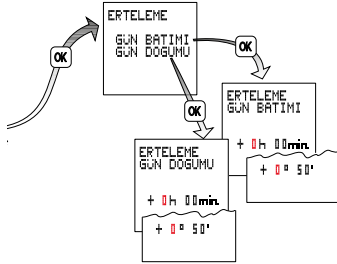 ERTELEME
GÜN BATIMI
GÜN DOĞUMU
OK
OK
OK
ERTELEME
GÜN BATIMI
+ 0h 00min.
+ 0° 50'
ERTELEME
GÜN DOĞUMU
+ 0h 00min.
+ 0° 50'